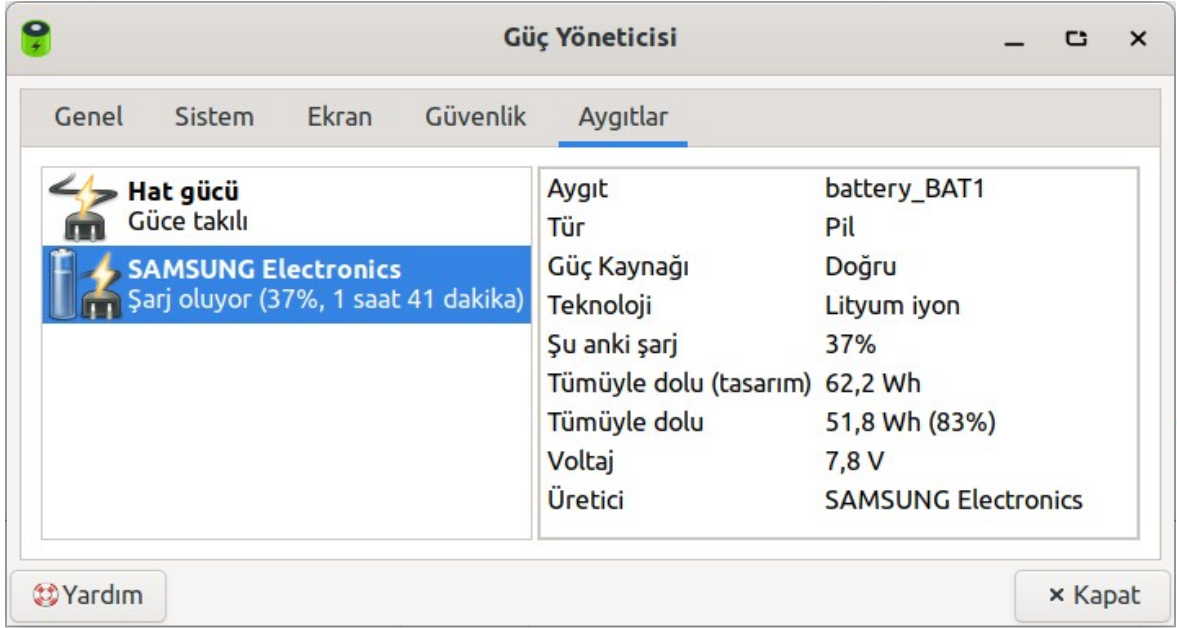 Güç Yöneticisi
Genel Sistem Ekran Güvenlik Aygıtlar
Hat gücü
Güce takılı
SAMSUNG Electronics
Şarj oluyor (37%, 1 saat 41 dakika)
Aygıt battery_BAT1
Tür Pil
Güç Kaynağı Doğru
Teknoloji Lityum iyon
Şu anki şarj 37%
Tümüyle dolu (tasarım) 62,2 Wh
Tümüyle dolu 51,8 Wh (83%)
Voltaj 7,8 V
Üretici SAMSUNG Electronics
Yardım
Kapat